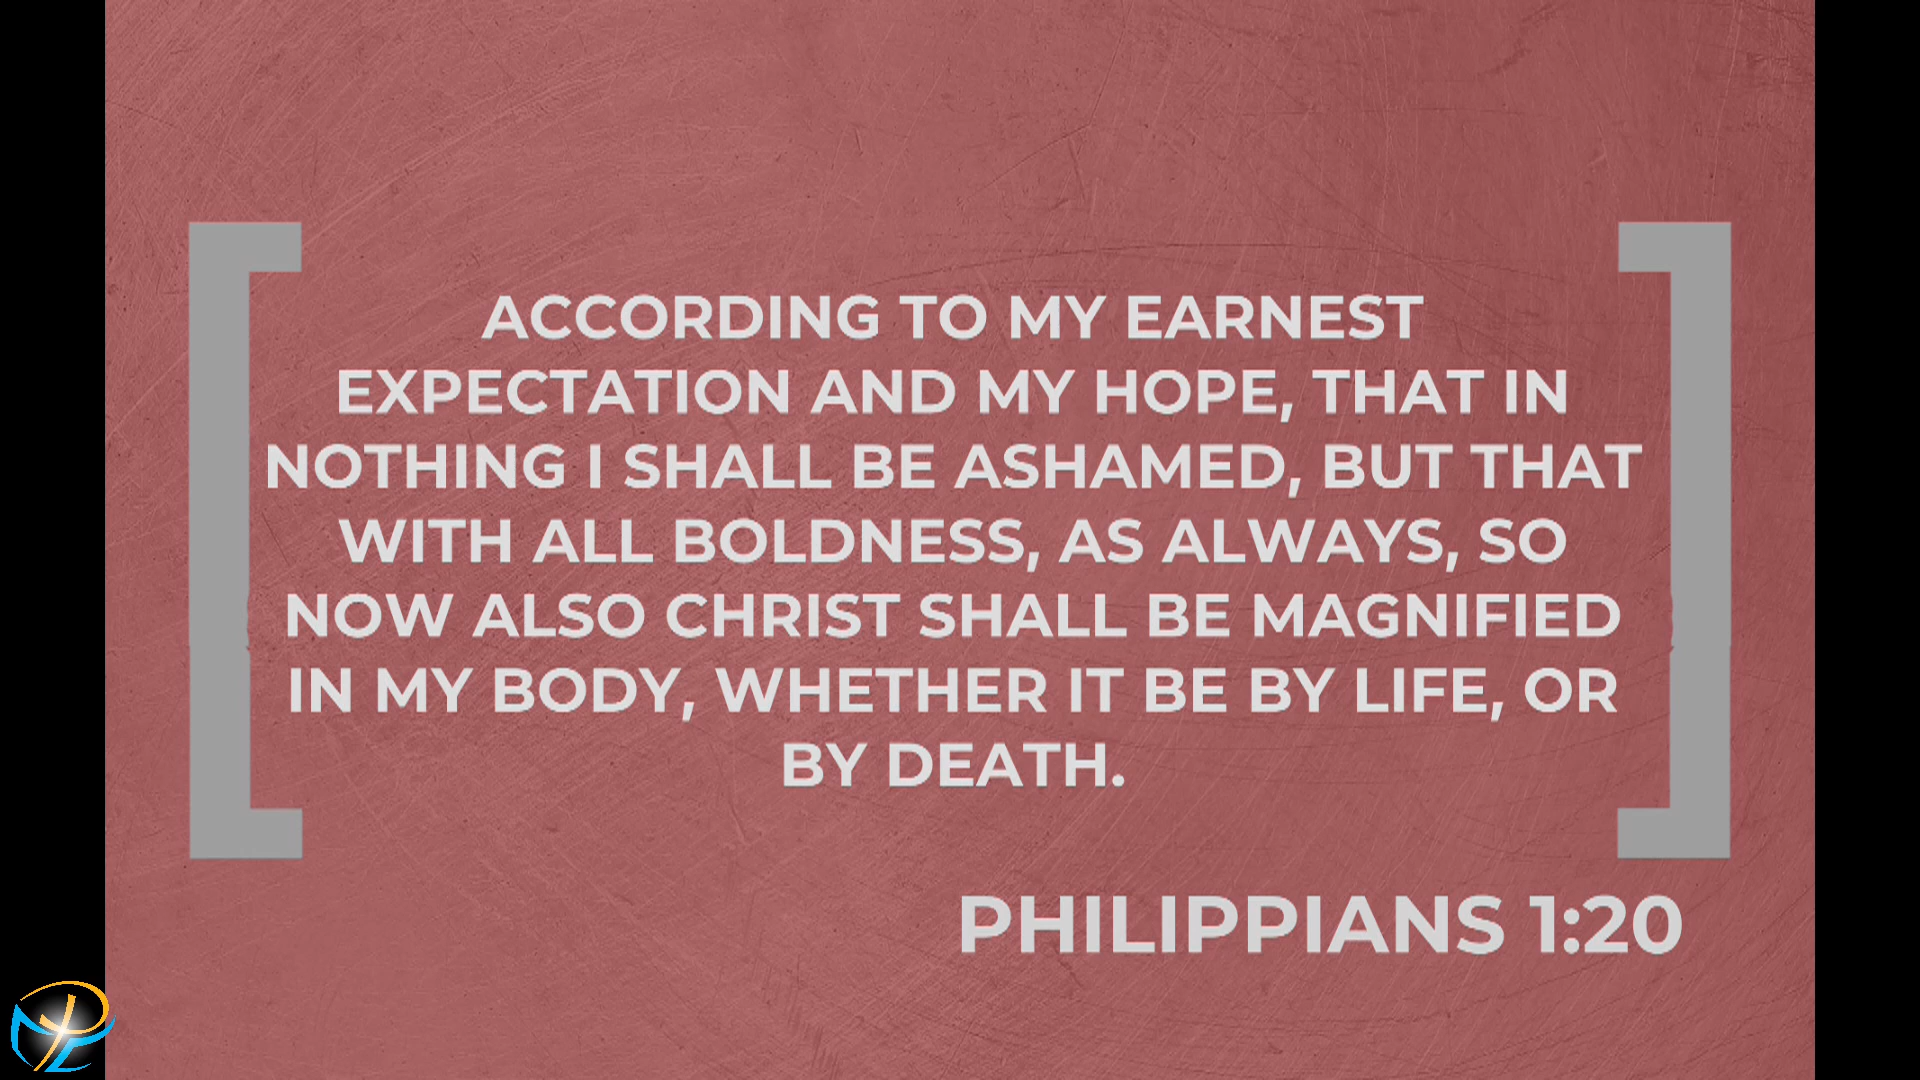 ACCORDING TO MY EARNEST
EXPECTATION AND MY HOPE, THAT IN
NOTHING I SHALL BE ASHAMED, BUT THAT
WITH ALL BOLDNESS, AS ALWAYS, SO
NOW ALSO CHRIST SHALL BE MAGNIFIED
IN MY BODY, WHETHER IT BE BY LIFE, OR
BY DEATH.
PHILIPPIANS 1:20